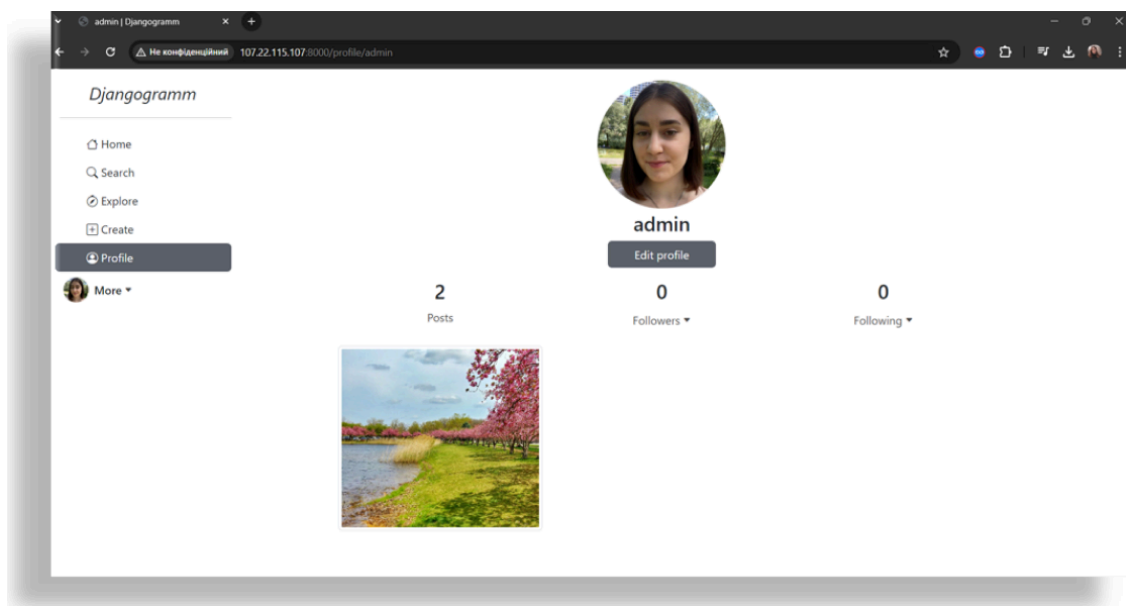 admin | Djangogramm
Не конфіденційний 107.22.115.107:8000/profile/admin
Djangogramm
Home
Search
Explore
Create
Profile
More
admin
Edit profile
2 0 0
Posts Followers Following